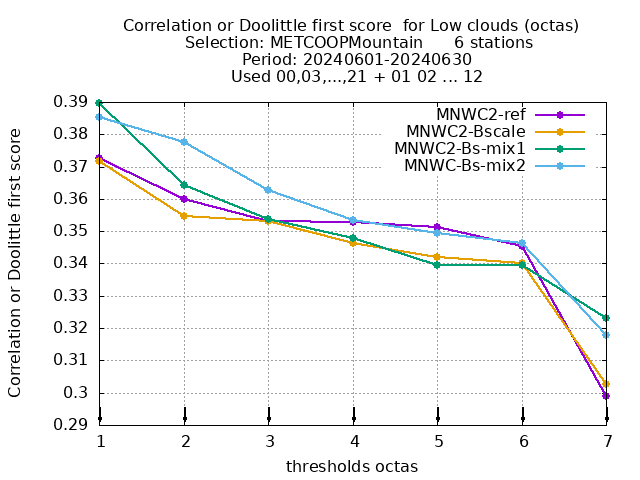 Correlation or Doolittle first score  for Low clouds (octas)
Selection: METCOOPMountain      6 stations
Period: 20240601-20240630
Used 00,03,...,21 + 01 02 ... 12
Correlation or Doolittle first score
0.39
0.38
0.37
0.36
0.35
0.34
0.33
0.32
0.31
0.3
0.29
MNWC2-ref
MNWC2-Bscale
MNWC2-Bs-mix1
MNWC-Bs-mix2
1 2 3 4 5 6 7
thresholds octas